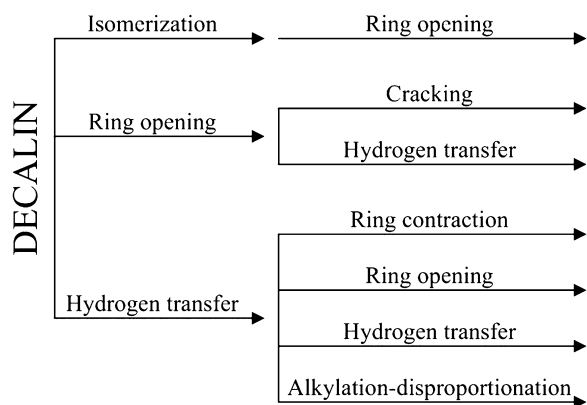 DECALIN
Isomerization
Ring opening
Ring opening
Cracking
Hydrogen transfer
Hydrogen transfer
Ring contraction
Ring opening
Hydrogen transfer
Alkylation-disproportionation